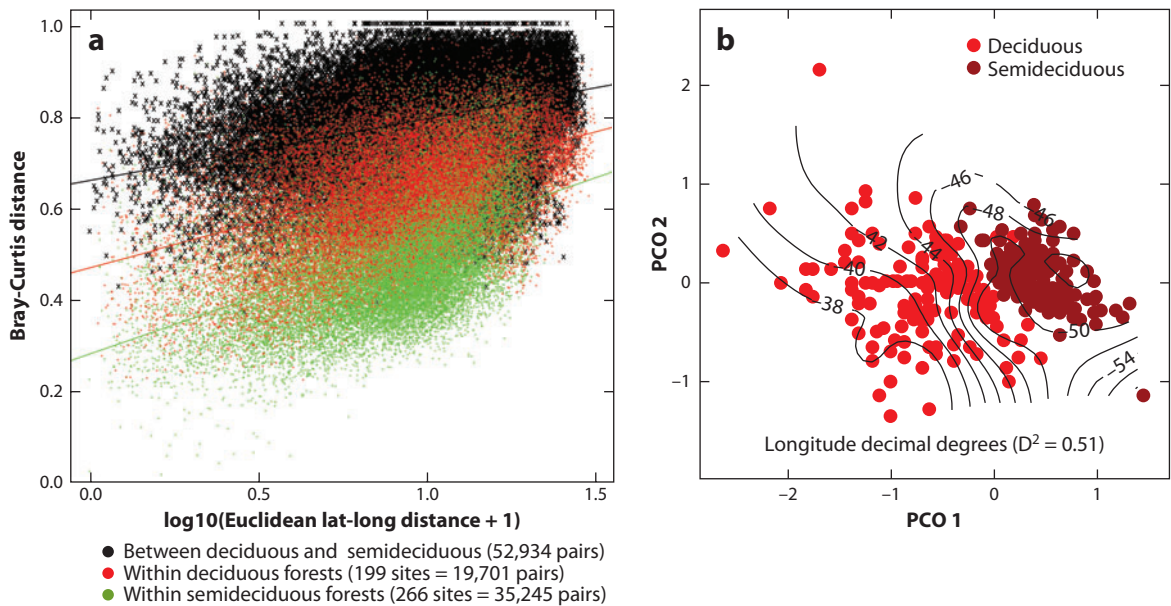 a
1.0
0.8
0.6
0.4
0.2
0.0
Bray-Curtis distance
0.0
0.5
1.0
1.5
log10(Euclidean lat-long distance + 1)
Between deciduous and semideciduous (52,934 pairs)
Within deciduous forests (199 sites = 19,701 pairs)
Within semideciduous forests (266 sites = 35,245 pairs)
b
Deciduous
Semideciduous
2
1
0
−1
PCO 2
−46
−48
−46
−42
−44
−40
−38
−50
−54
Longitude decimal degrees (D² = 0.51)
−2
−1
0
1
PCO 1